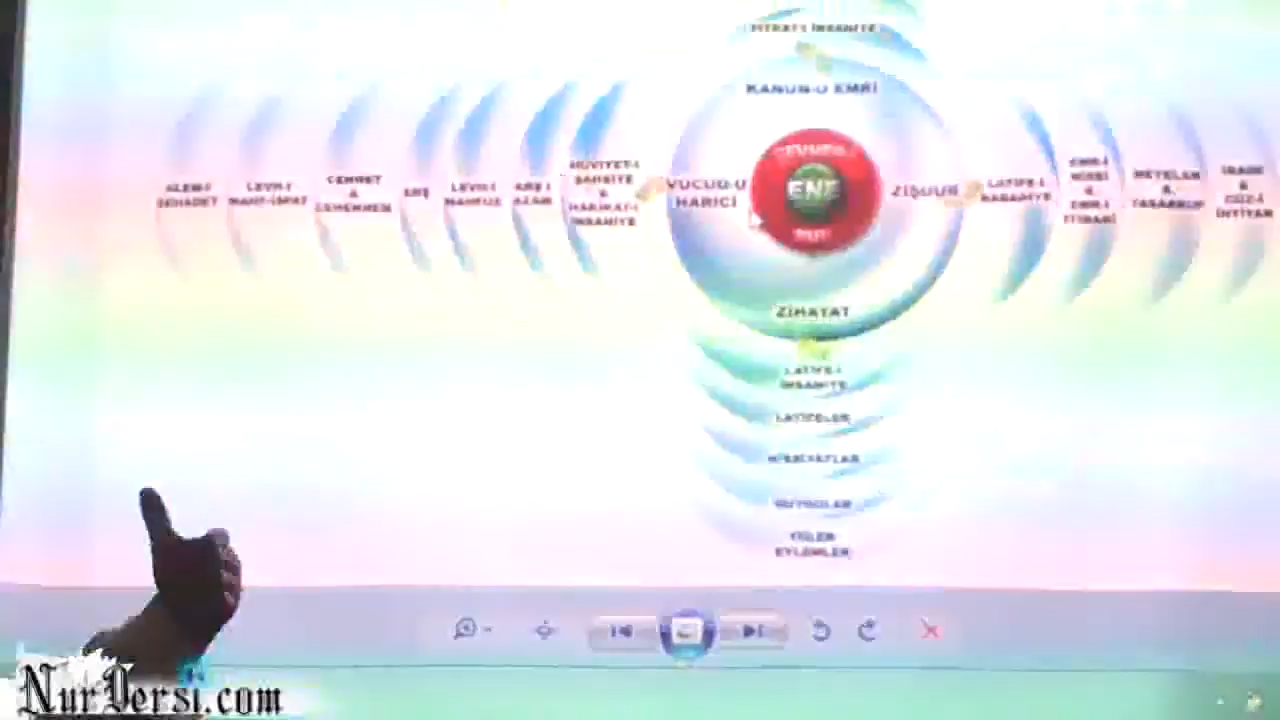 FITRAT-I İNSANİYE
KANUN-U EMRİ
VÜCUD-U
HARİCİ
ENE
ZİŞUUR
ZİHAYAT
ALEM-İ
ŞEHADET
LEVH-İ
MAHV-İSPAT
CENNET
&
CEHENNEM
ARŞ
LEVH-İ
MAHFUZ
ARŞ-I
AZAM
HÜVİYET-İ
ŞAHSİYE
&
HAKİKAT-İ
İNSANİYE
LATİFE-İ
RABBANİYE
EMR-İ
NİSBİ
&
EMR-İ
İTİBARİ
MEYELAN
&
TASARRUF
İRADE
&
CÜZ-İ
İHTİYARİ
LATİFE-İ
İNSANİYE
LATİFELER
HİSSİYATLAR
DUYGULAR
FİİLER
EYLEMLER
NurDersi.com